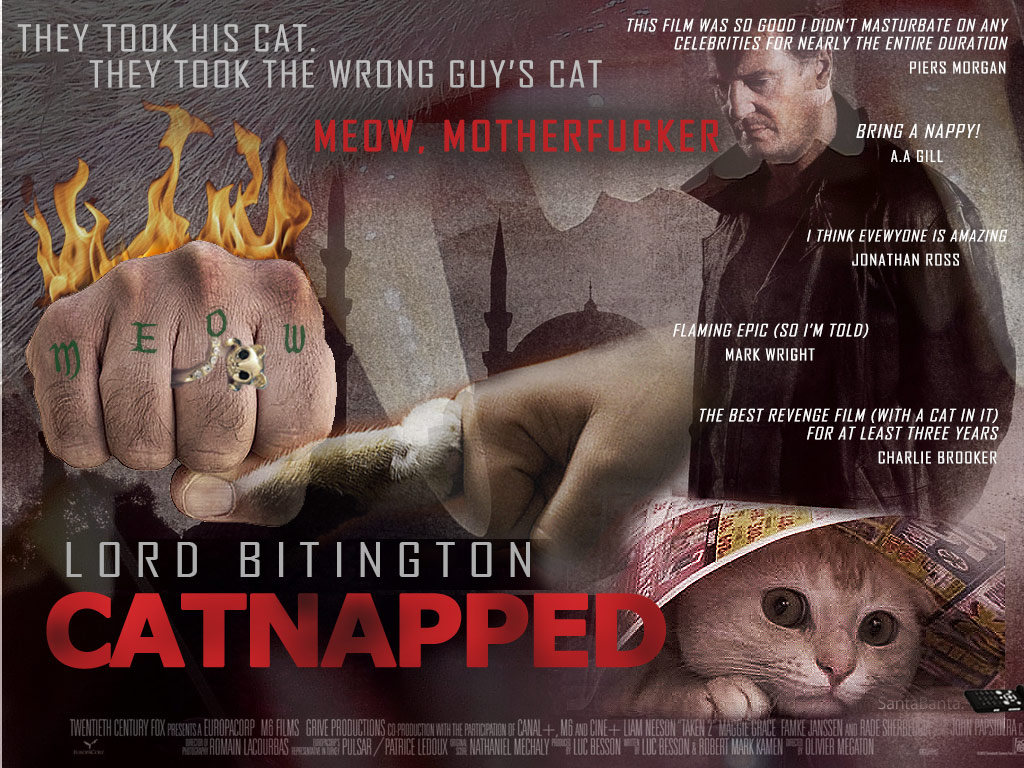 THEY TOOK HIS CAT.
THEY TOOK THE WRONG GUY'S CAT
MEOW, MOTHERFUCKER
THIS FILM WAS SO GOOD I DIDN'T MASTURBATE ON ANY
CELEBRITIES FOR NEARLY THE ENTIRE DURATION
PIERS MORGAN
BRING A NAPPY!
A.A GILL
I THINK EVEWYONE IS AMAZING
JONATHAN ROSS
FLAMING EPIC (SO I'M TOLD)
MARK WRIGHT
THE BEST REVENGE FILM (WITH A CAT IN IT)
FOR AT LEAST THREE YEARS
CHARLIE BROOKER
M E O W
LORD BITINGTON
CATNAPPED
SantaBanta.
TWENTIETH CENTURY FOX PRESENTS A EUROPACORP M6 FILMS GRIVE PRODUCTIONS CO-PRODUCTION WITH THE PARTICIPATION OF CANAL+, M6 AND CINE+ LIAM NEESON "TAKEN 2" MAGGIE GRACE FAMKE JANSSEN AND RADE
ROMAIN LACOURBAS PULSAR / PATRICE LEDOUX NATHANIEL MECHALY LUC BESSON LUC BESSON & ROBERT MARK KAMEN OLIVIER MEGATON
EUROPACORP